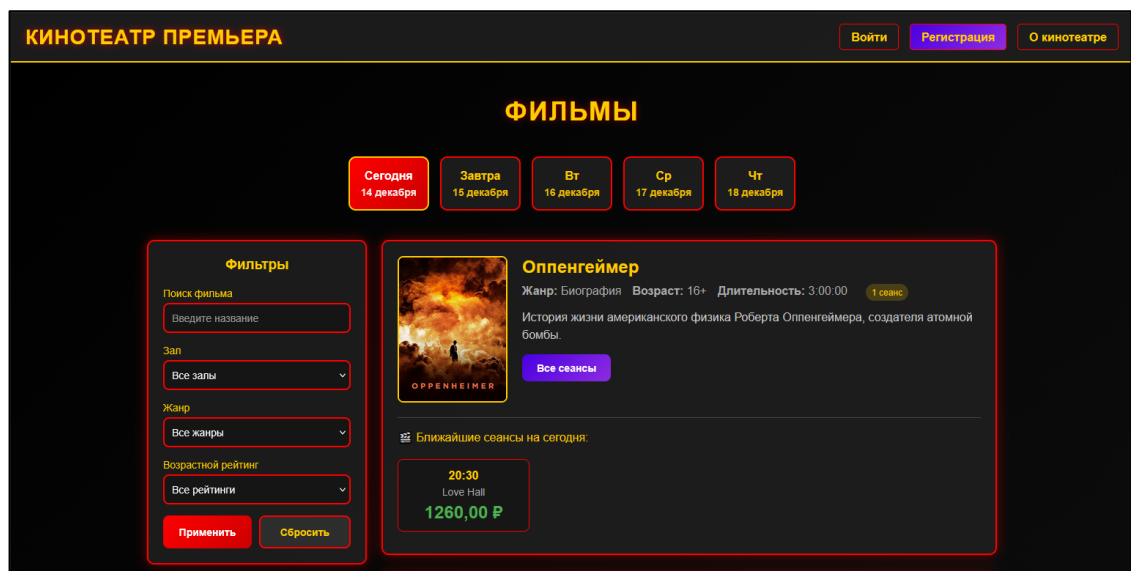 КИНОТЕАТР ПРЕМЬЕРА
Войти
Регистрация
О кинотеатре
ФИЛЬМЫ
Сегодня
14 декабря
Завтра
15 декабря
Вт
16 декабря
Ср
17 декабря
Чт
18 декабря
Фильтры
Поиск фильма
Введите название
Зал
Все залы
Жанр
Все жанры
Возрастной рейтинг
Все рейтинги
Применить
Сбросить
OPPENHEIMER
Оппенгеймер
Жанр: Биография Возраст: 16+ Длительность: 3:00:00 1 сеанс
История жизни американского физика Роберта Оппенгеймера, создателя атомной
бомбы.
Все сеансы
Ближайшие сеансы на сегодня:
20:30
Love Hall
1260,00 ₽